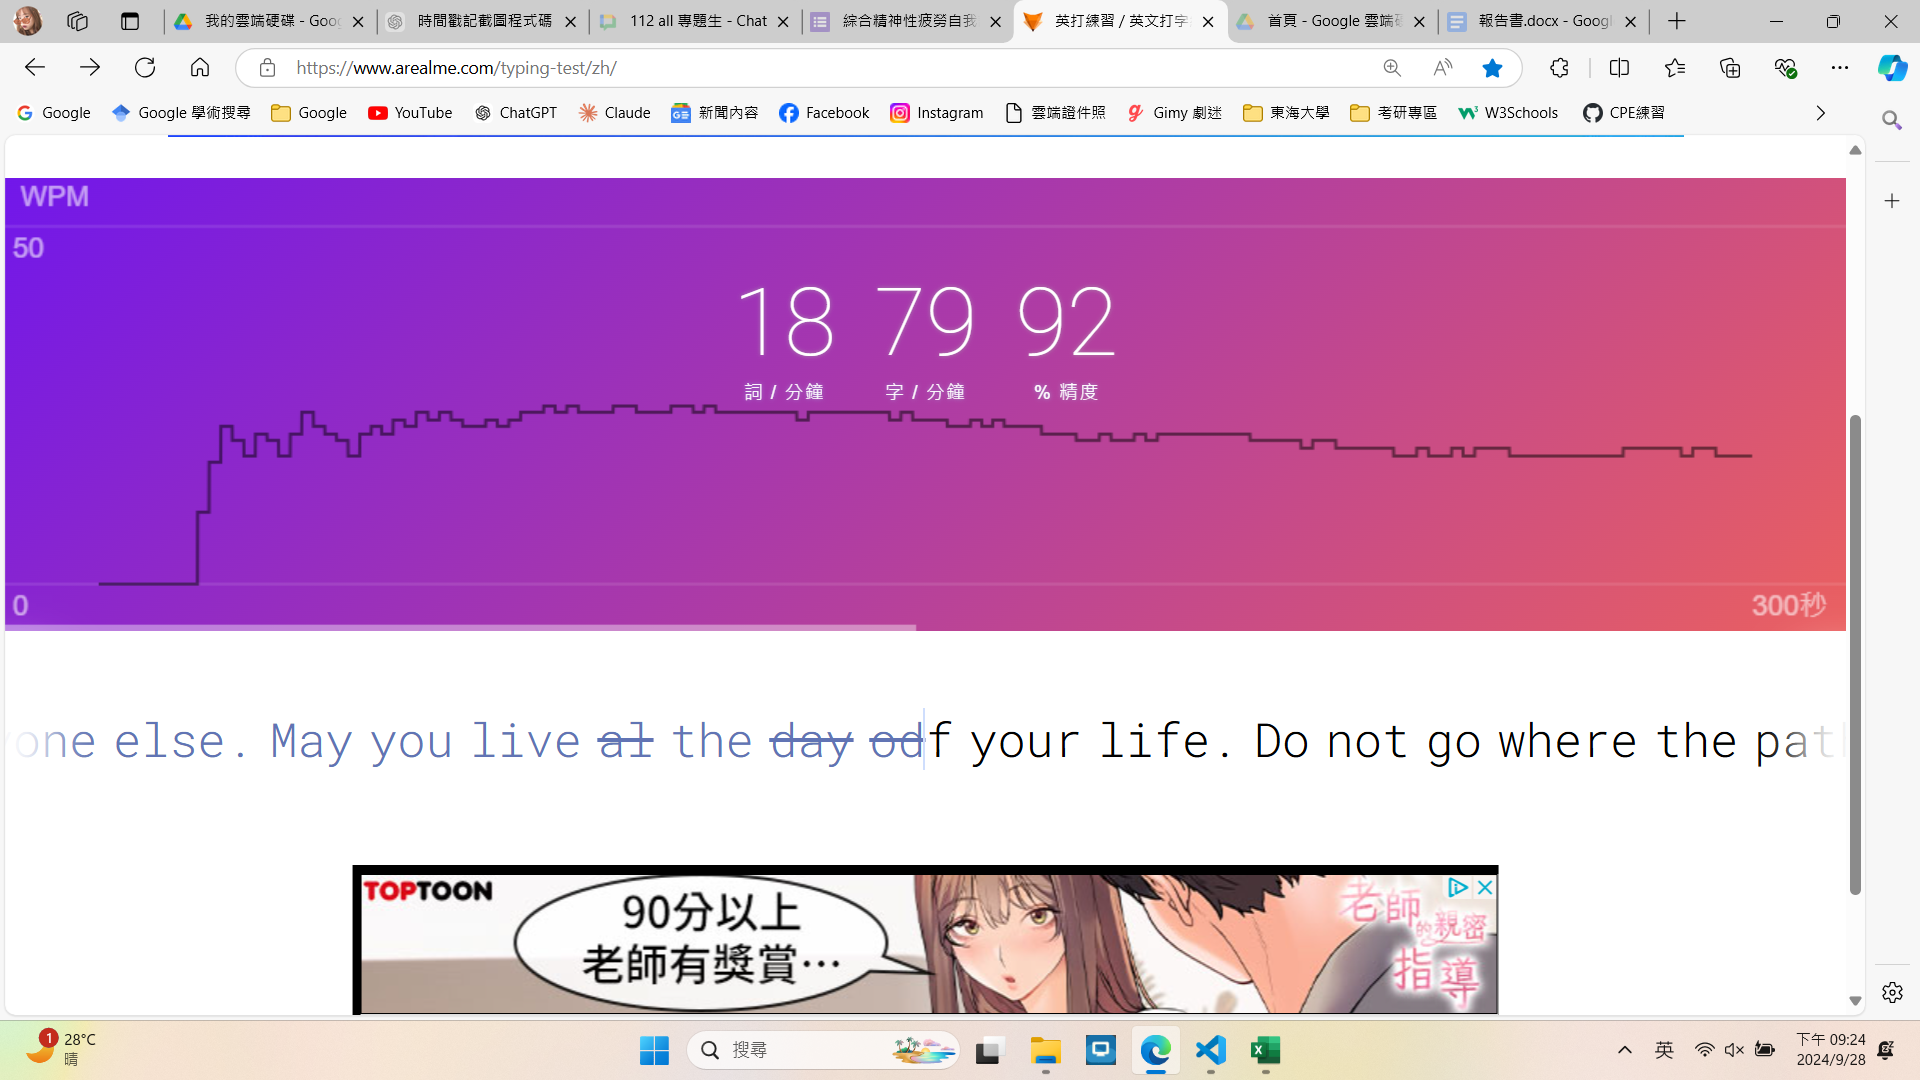 我的雲端硬碟 - Goog
時間戳記截圖程式碼
112 all 專題生 - Chat
綜合精神性疲勞自我
英打練習 / 英文打字
首頁 - Google 雲端硬
報告書.docx - Googl
https://www.arealme.com/typing-test/zh/
Google
Google 學術搜尋
Google
YouTube
ChatGPT
Claude
新聞內容
Facebook
Instagram
雲端證件照
Gimy 劇迷
東海大學
考研專區
W3Schools
CPE練習
WPM
50
18 79 92
詞 / 分鐘 字 / 分鐘 % 精度
0
300秒
yone else. May you live al the day odf your life. Do not go where the path
TOPTOON
90分以上
老師有獎賞…
老師
的親密
指導
1
28°C
晴
搜尋
英
下午 09:24
2024/9/28